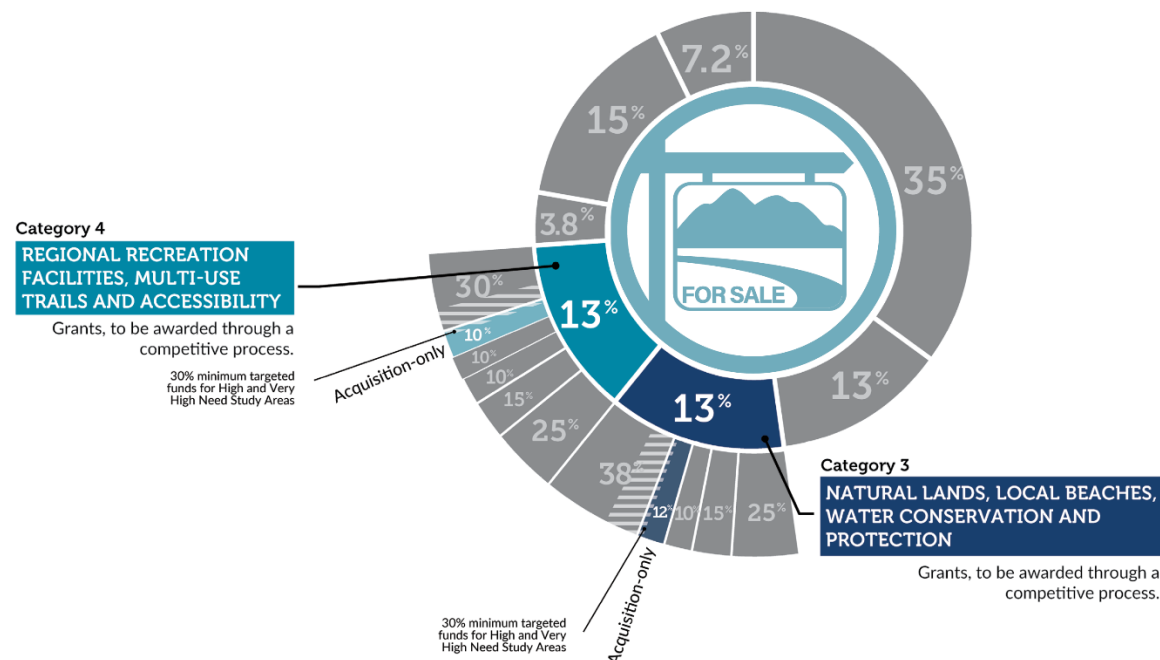 7.2%
15%
35%
3.8%
Category 4
REGIONAL RECREATION
FACILITIES, MULTI-USE
TRAILS AND ACCESSIBILITY
Grants, to be awarded through a
competitive process.
30% minimum targeted
funds for High and Very
High Need Study Areas
Acquisition-only
30%
10%
10%
10%
15%
25%
13%
FOR SALE
13%
13%
38%
12%
10%
15%
25%
Acquisition-only
30% minimum targeted
funds for High and Very
High Need Study Areas
Category 3
NATURAL LANDS, LOCAL BEACHES,
WATER CONSERVATION AND
PROTECTION
Grants, to be awarded through a
competitive process.